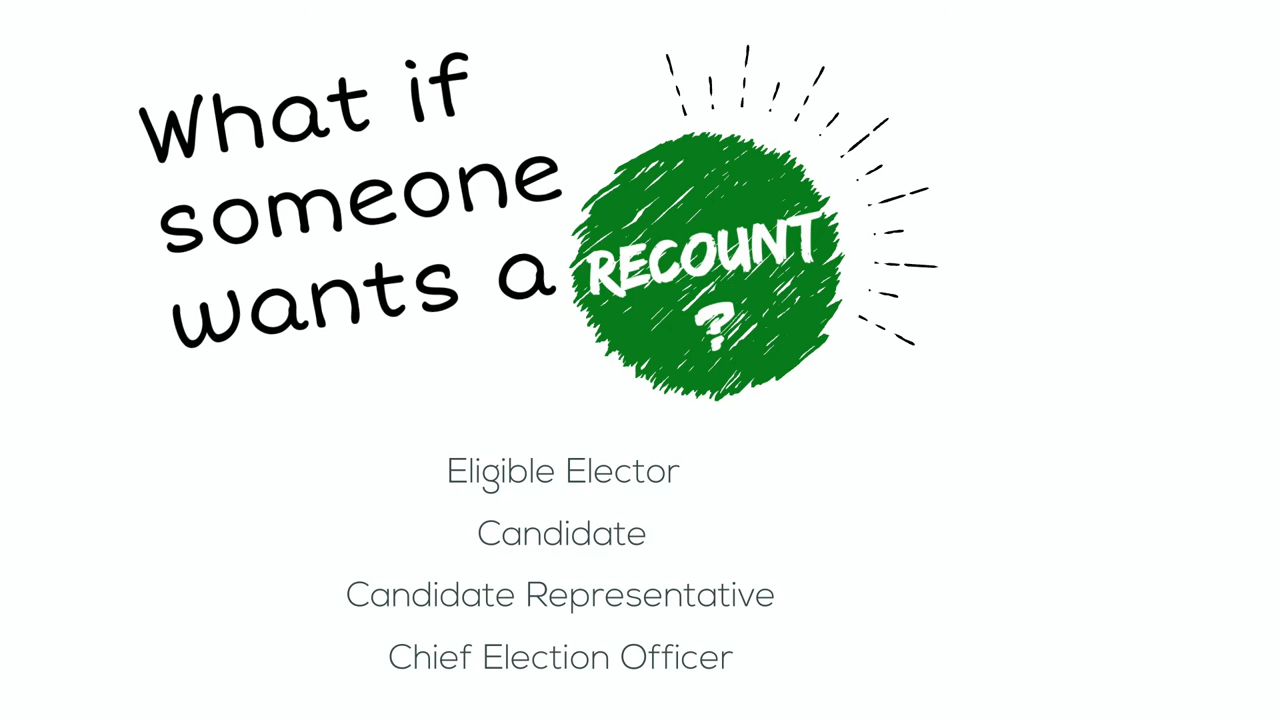 What if
someone
wants a
RECOUNT
?
Eligible Elector
Candidate
Candidate Representative
Chief Election Officer